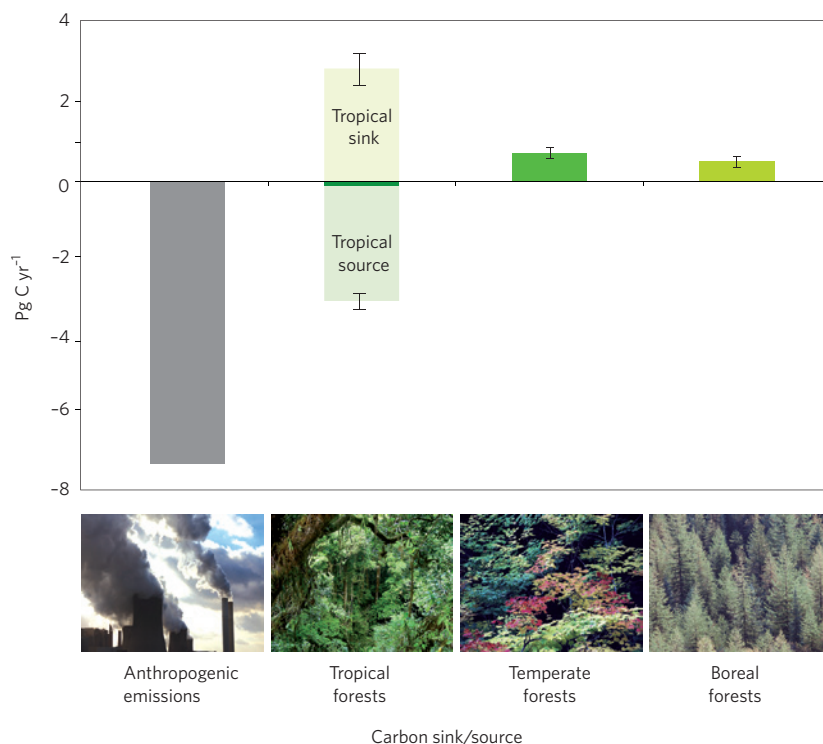 4
2
0
–2
–4
–6
–8
Pg C yr⁻¹
Tropical
sink
Tropical
source
Anthropogenic
emissions
Tropical
forests
Temperate
forests
Boreal
forests
Carbon sink/source